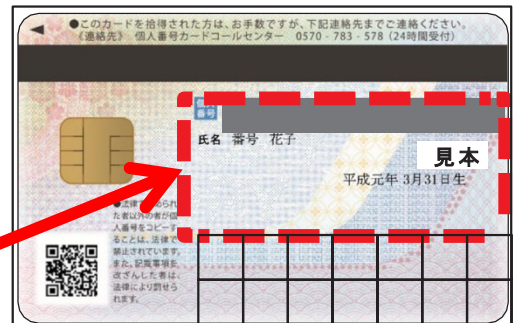 ●このカードを拾得された方は、お手数ですが、下記連絡先までご連絡ください。
《連絡先》 個人番号カードコールセンター 0570-783-578（24時間受付）
個人
番号
氏名 番号 花子
見本
平成元年 3月31日生
●法律で認められ
た者以外の者が個
人番号をコピーす
ることは、法律で
禁止されています。
また、記載事項を
改ざんした者は、
法律により罰せら
れます。